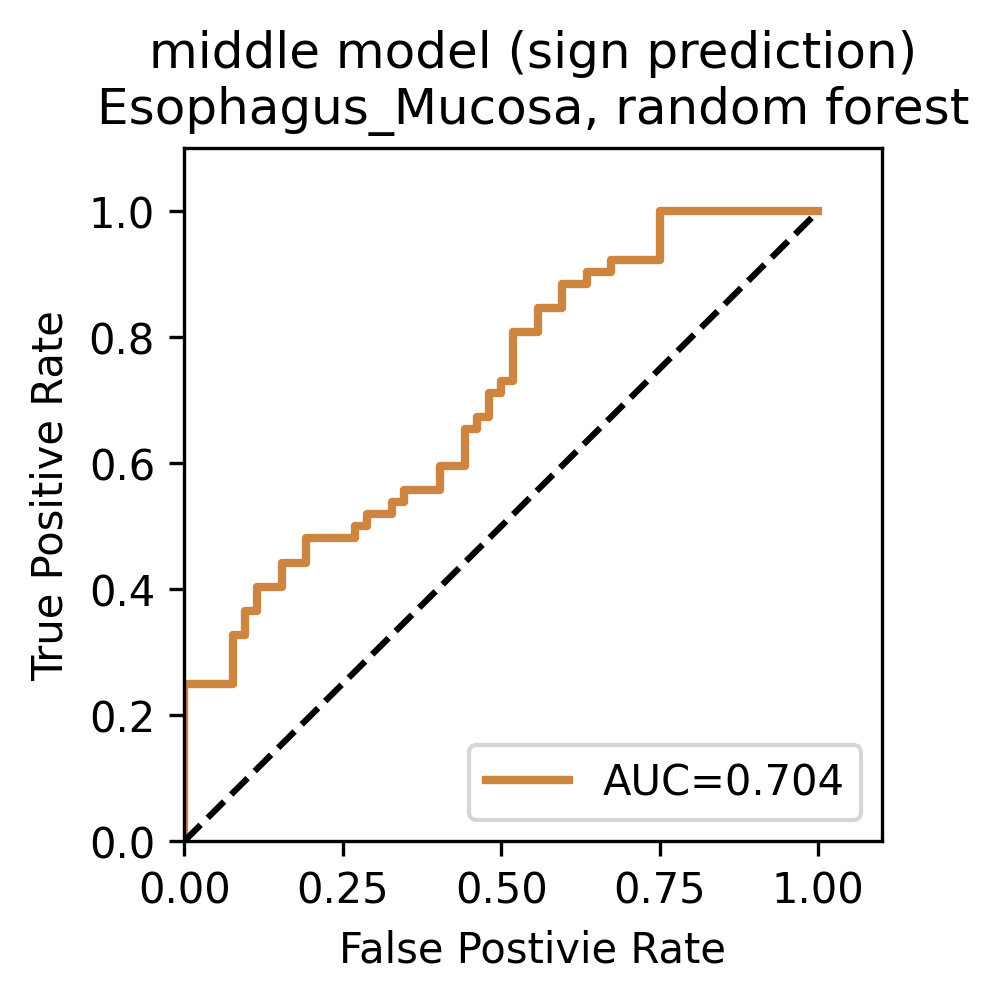 middle model (sign prediction)
Esophagus_Mucosa, random forest
1.0
0.8
0.6
0.4
0.2
0.0
True Positive Rate
AUC=0.704
0.00 0.25 0.50 0.75 1.00
False Postivie Rate